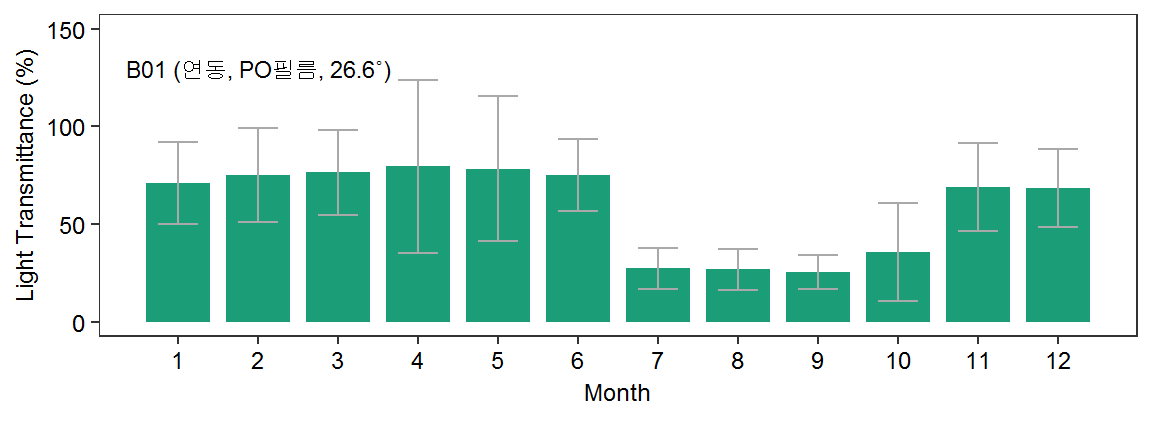 Light Transmittance (%)
150
100
50
0
B01 (연동, PO필름, 26.6˚)
1 2 3 4 5 6 7 8 9 10 11 12
Month